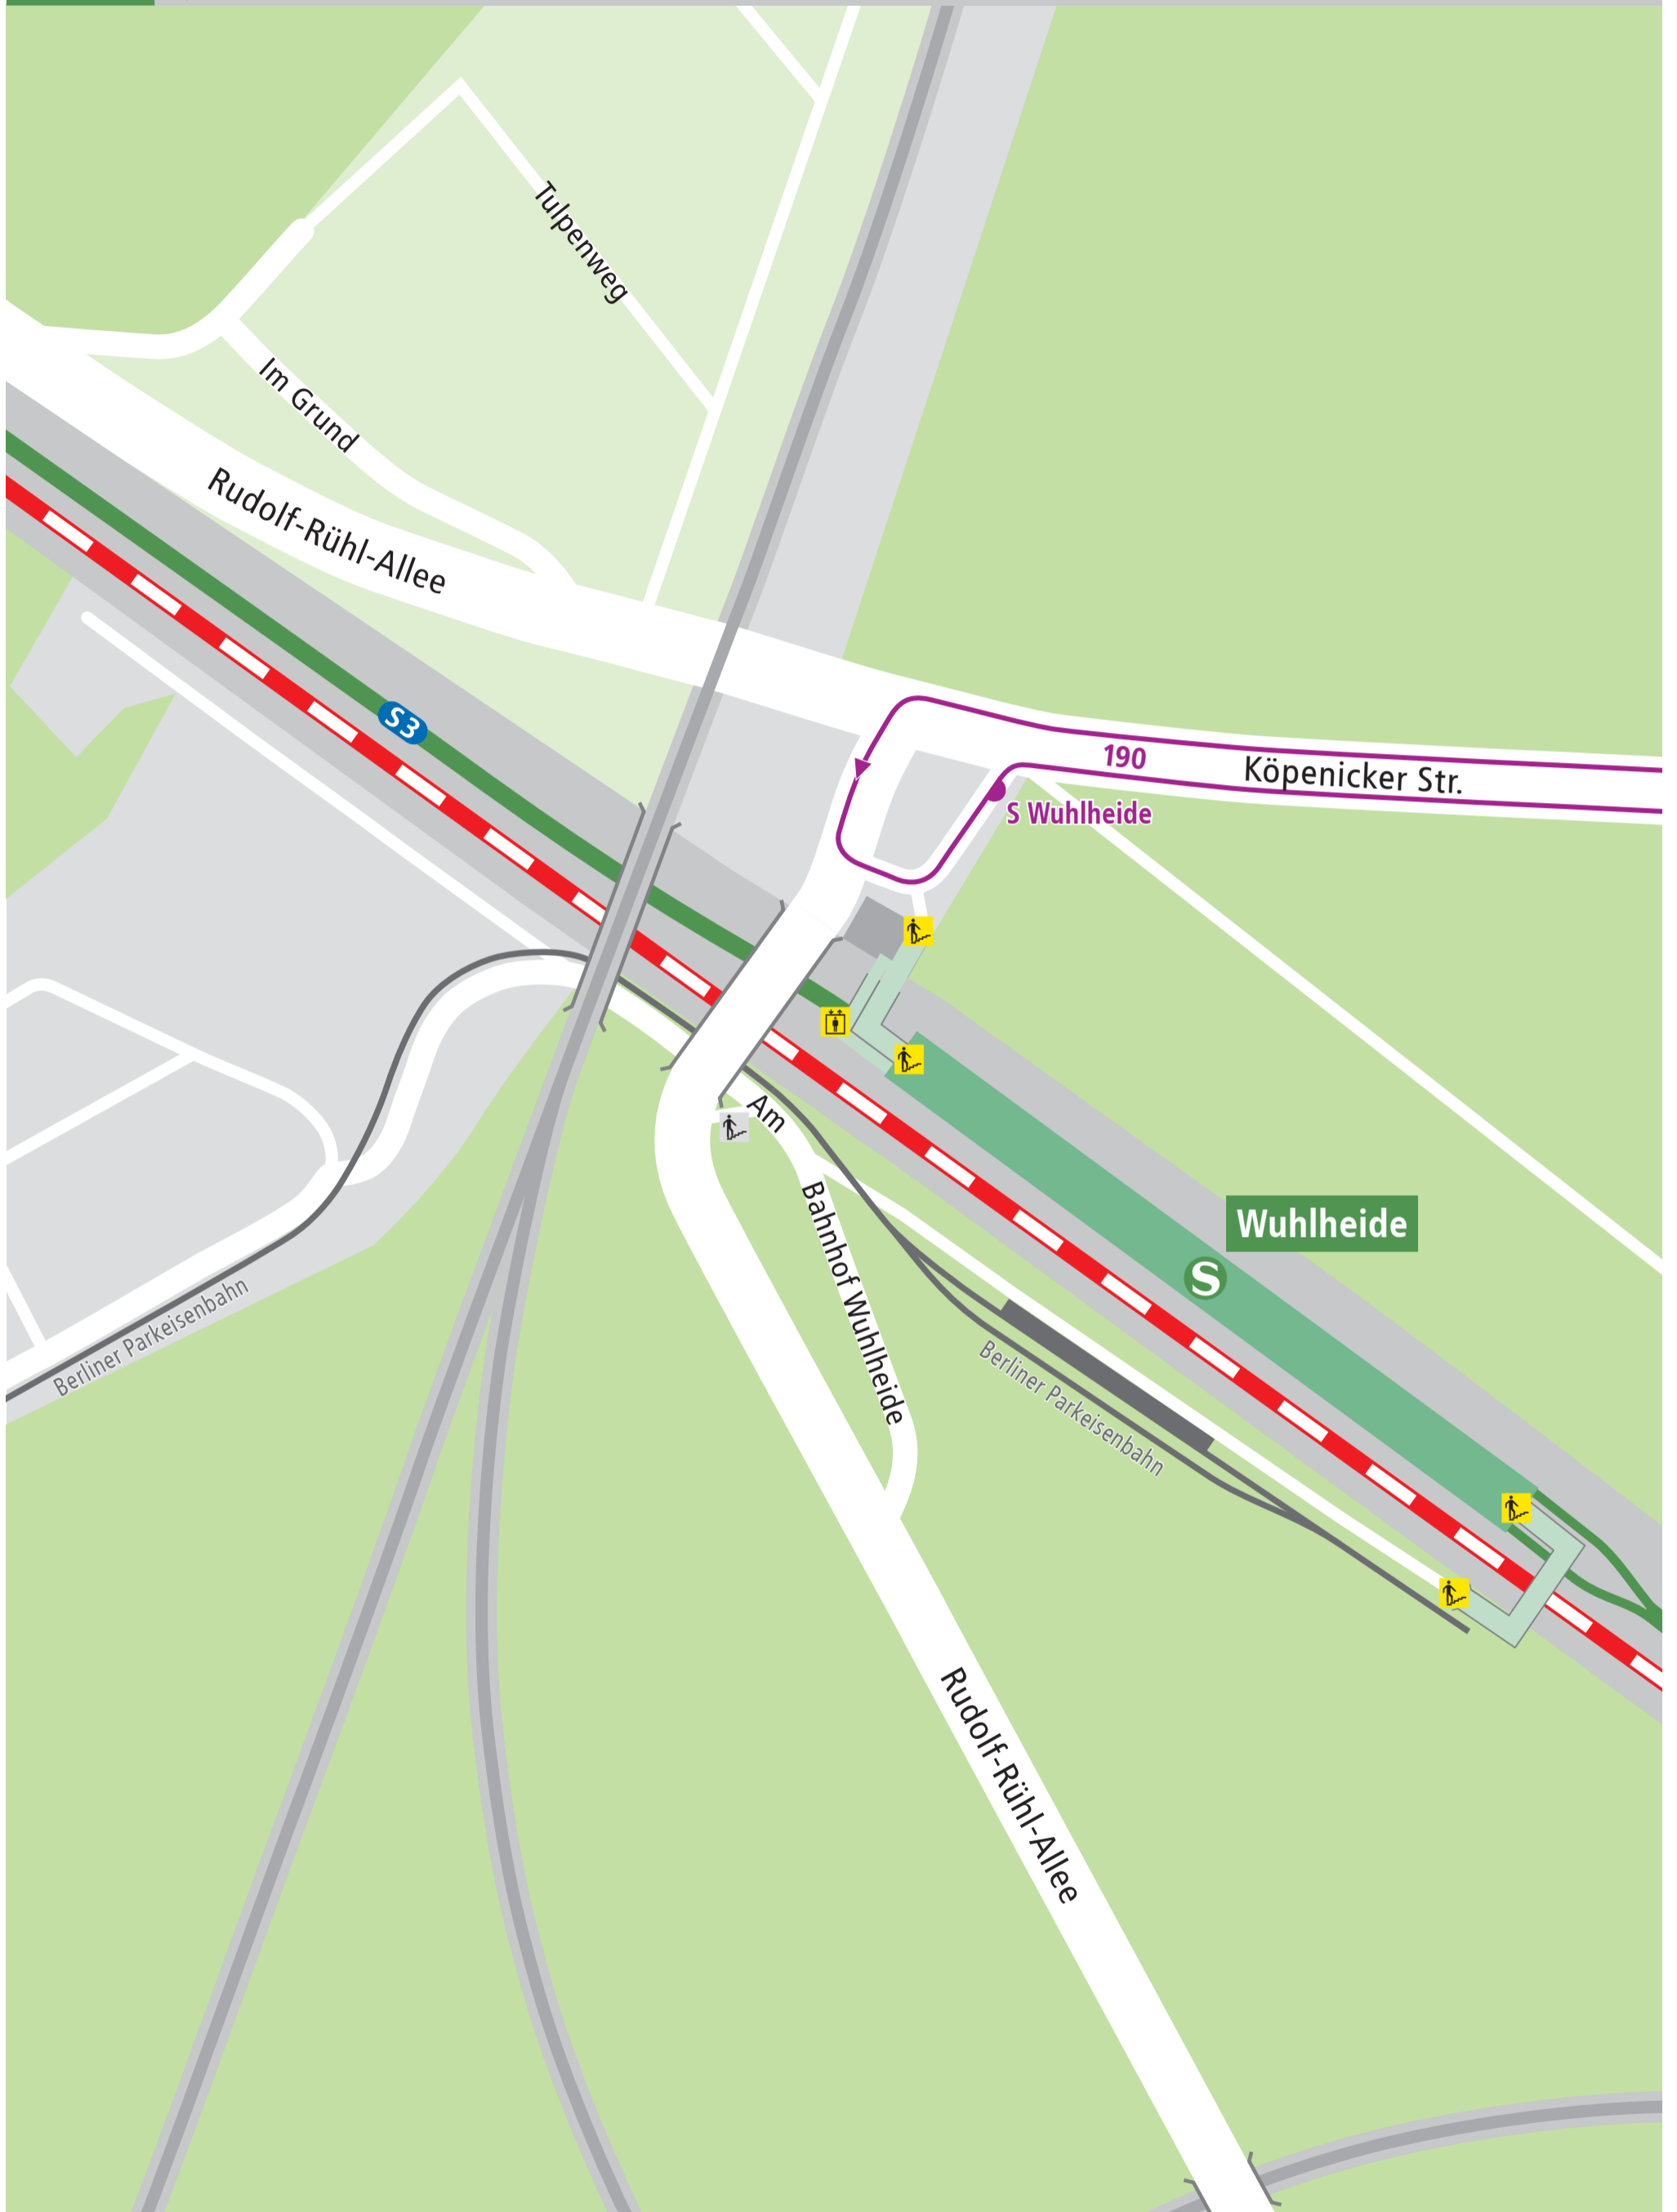 Tulpenweg
Im Grund
Rudolf-Rühl-Allee
S3
190
Köpenicker Str.
S Wuhlheide
Am
Bahnhof Wuhlheide
Wuhlheide
S
Berliner Parkeisenbahn
Berliner Parkeisenbahn
Rudolf-Rühl-Allee